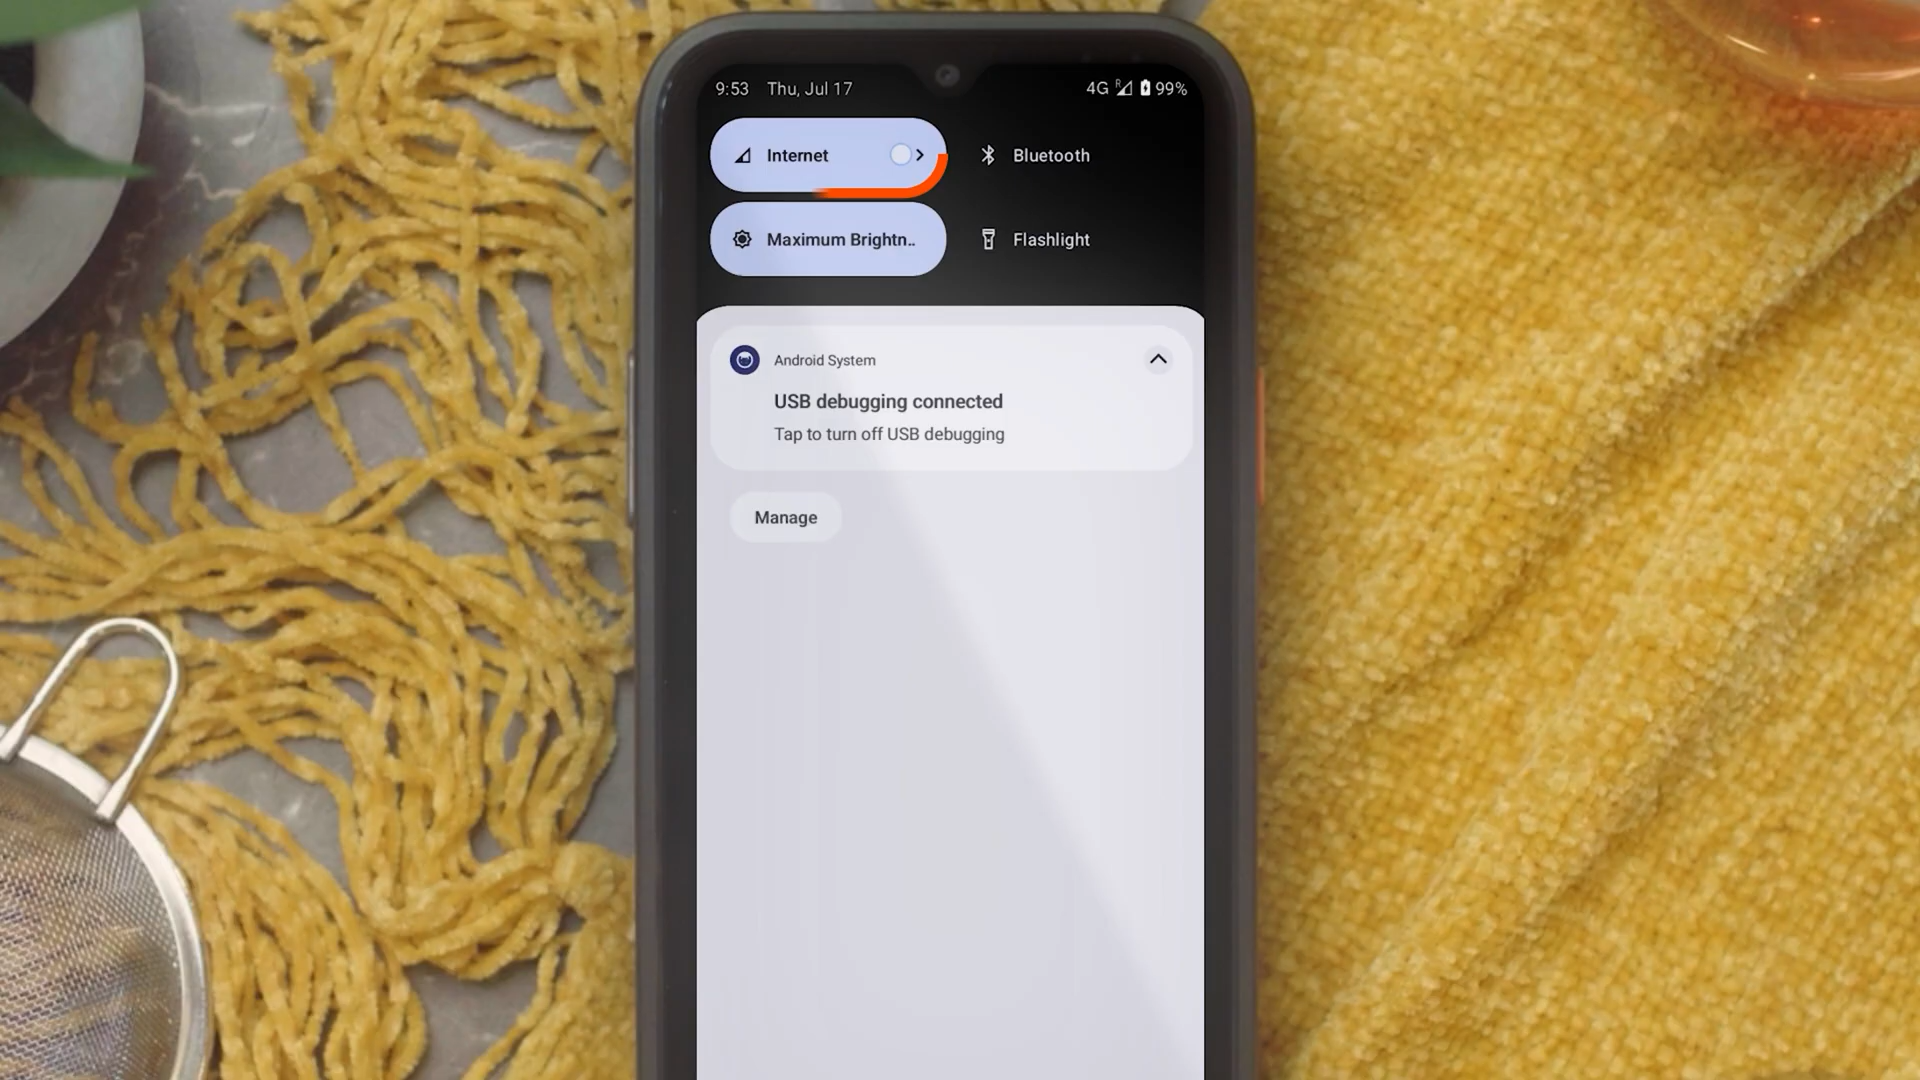 9:53 Thu, Jul 17 4G R 99%
Internet
Bluetooth
Maximum Brightn..
Flashlight
Android System
USB debugging connected
Tap to turn off USB debugging
Manage